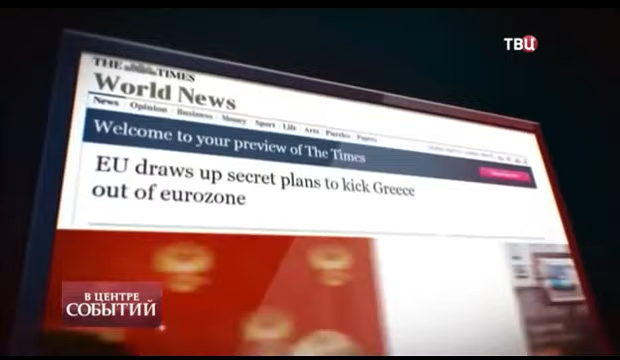 ТВЦ
THE TIMES
World News
News Opinion Business Money Sport Life Arts Puzzles Papers
Welcome to your preview of The Times
EU draws up secret plans to kick Greece
out of eurozone
В ЦЕНТРЕ
СОБЫТИЙ